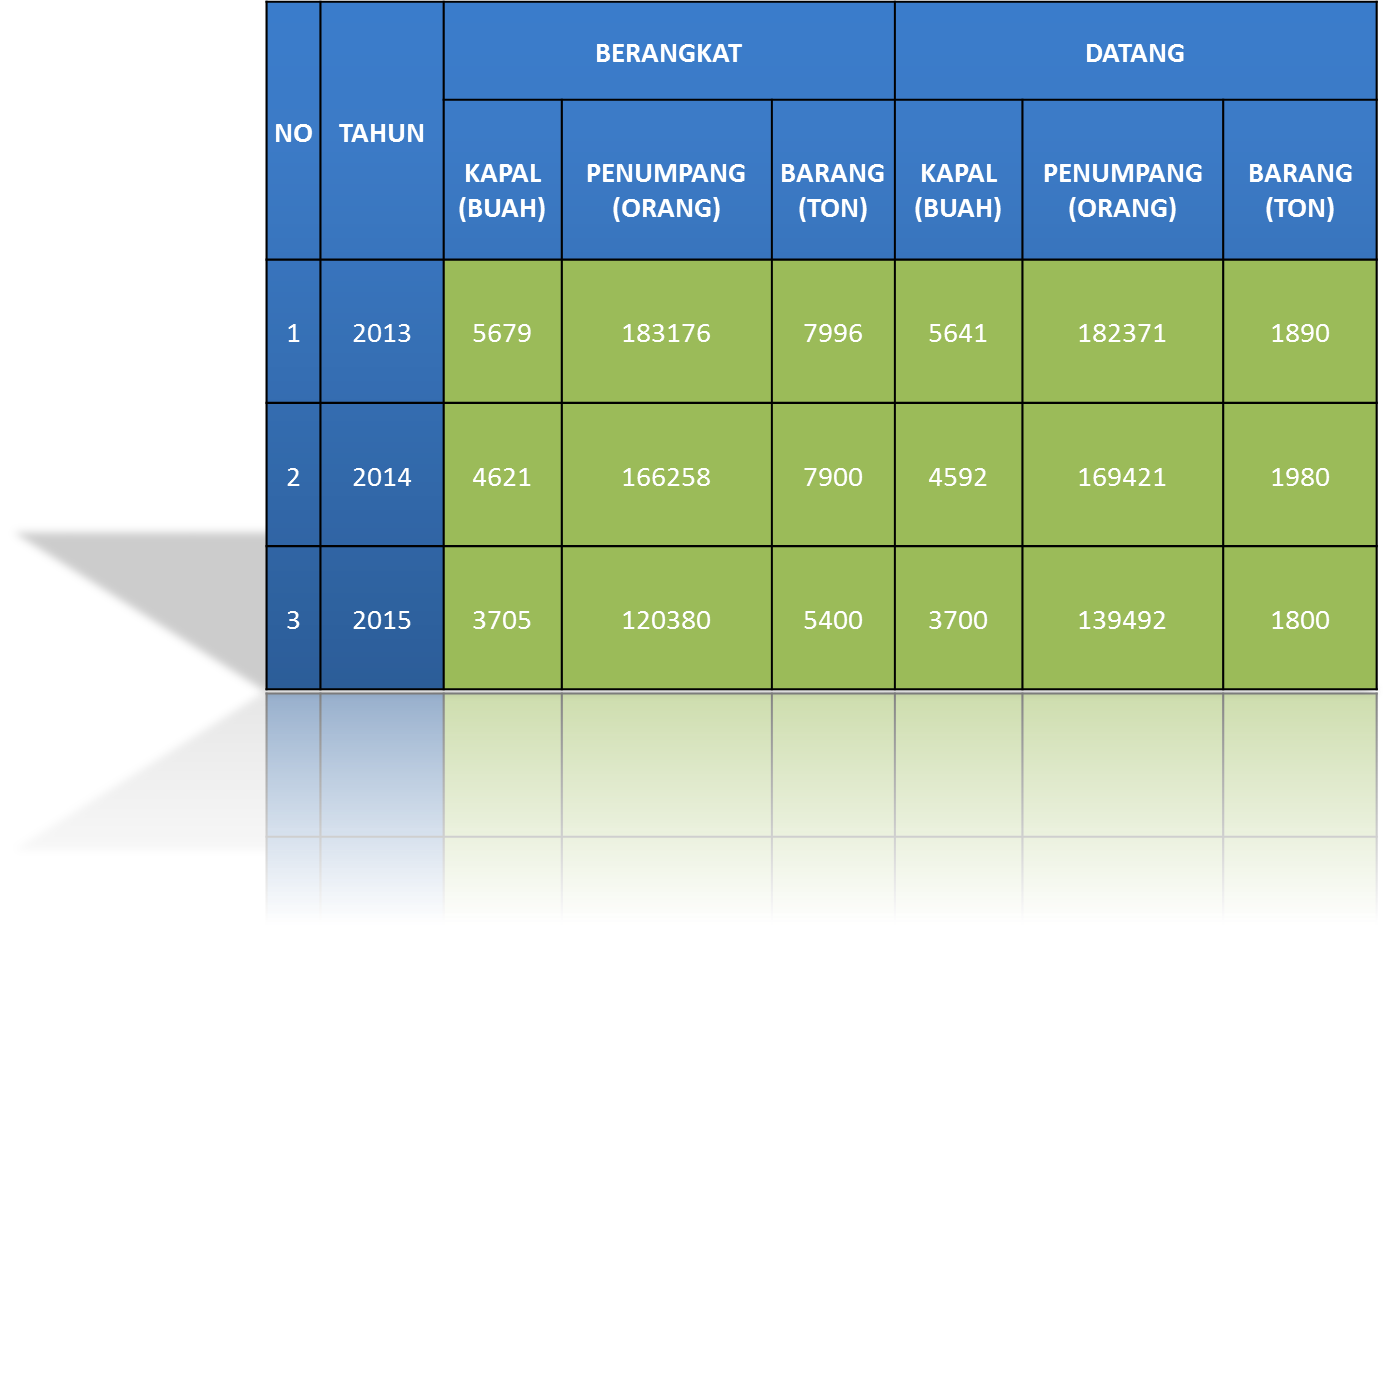 BERANGKAT DATANG
NO TAHUN
KAPAL PENUMPANG BARANG KAPAL PENUMPANG BARANG
(BUAH) (ORANG) (TON) (BUAH) (ORANG) (TON)
1 2013 5679 183176 7996 5641 182371 1890
2 2014 4621 166258 7900 4592 169421 1980
3 2015 3705 120380 5400 3700 139492 1800